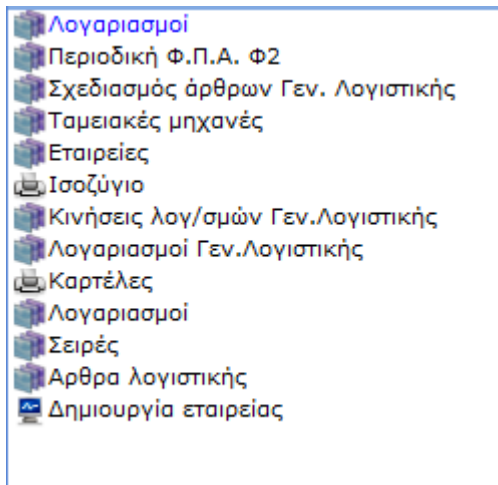 Λογαριασμοί
Περιοδική Φ.Π.Α. Φ2
Σχεδιασμός άρθρων Γεν. Λογιστικής
Ταμειακές μηχανές
Εταιρείες
Ισοζύγιο
Κινήσεις λογ/σμών Γεν.Λογιστικής
Λογαριασμοί Γεν.Λογιστικής
Καρτέλες
Λογαριασμοί
Σειρές
Αρθρα λογιστικής
Δημιουργία εταιρείας